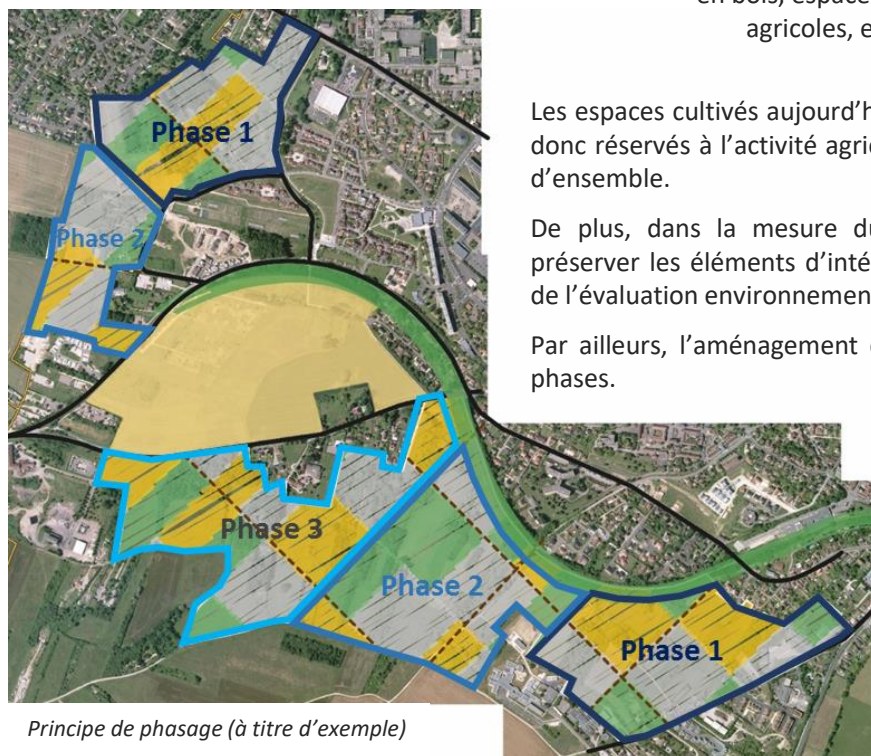 en bois, espace
agricoles, e
Les espaces cultivés aujourd’h
donc réservés à l’activité agri
d’ensemble.
De plus, dans la mesure du
préserver les éléments d’inté
de l’évaluation environnemen
Par ailleurs, l’aménagement
phases.
Phase 1
Phase 2
Phase 3
Phase 2
Phase 1
Principe de phasage (à titre d’exemple)